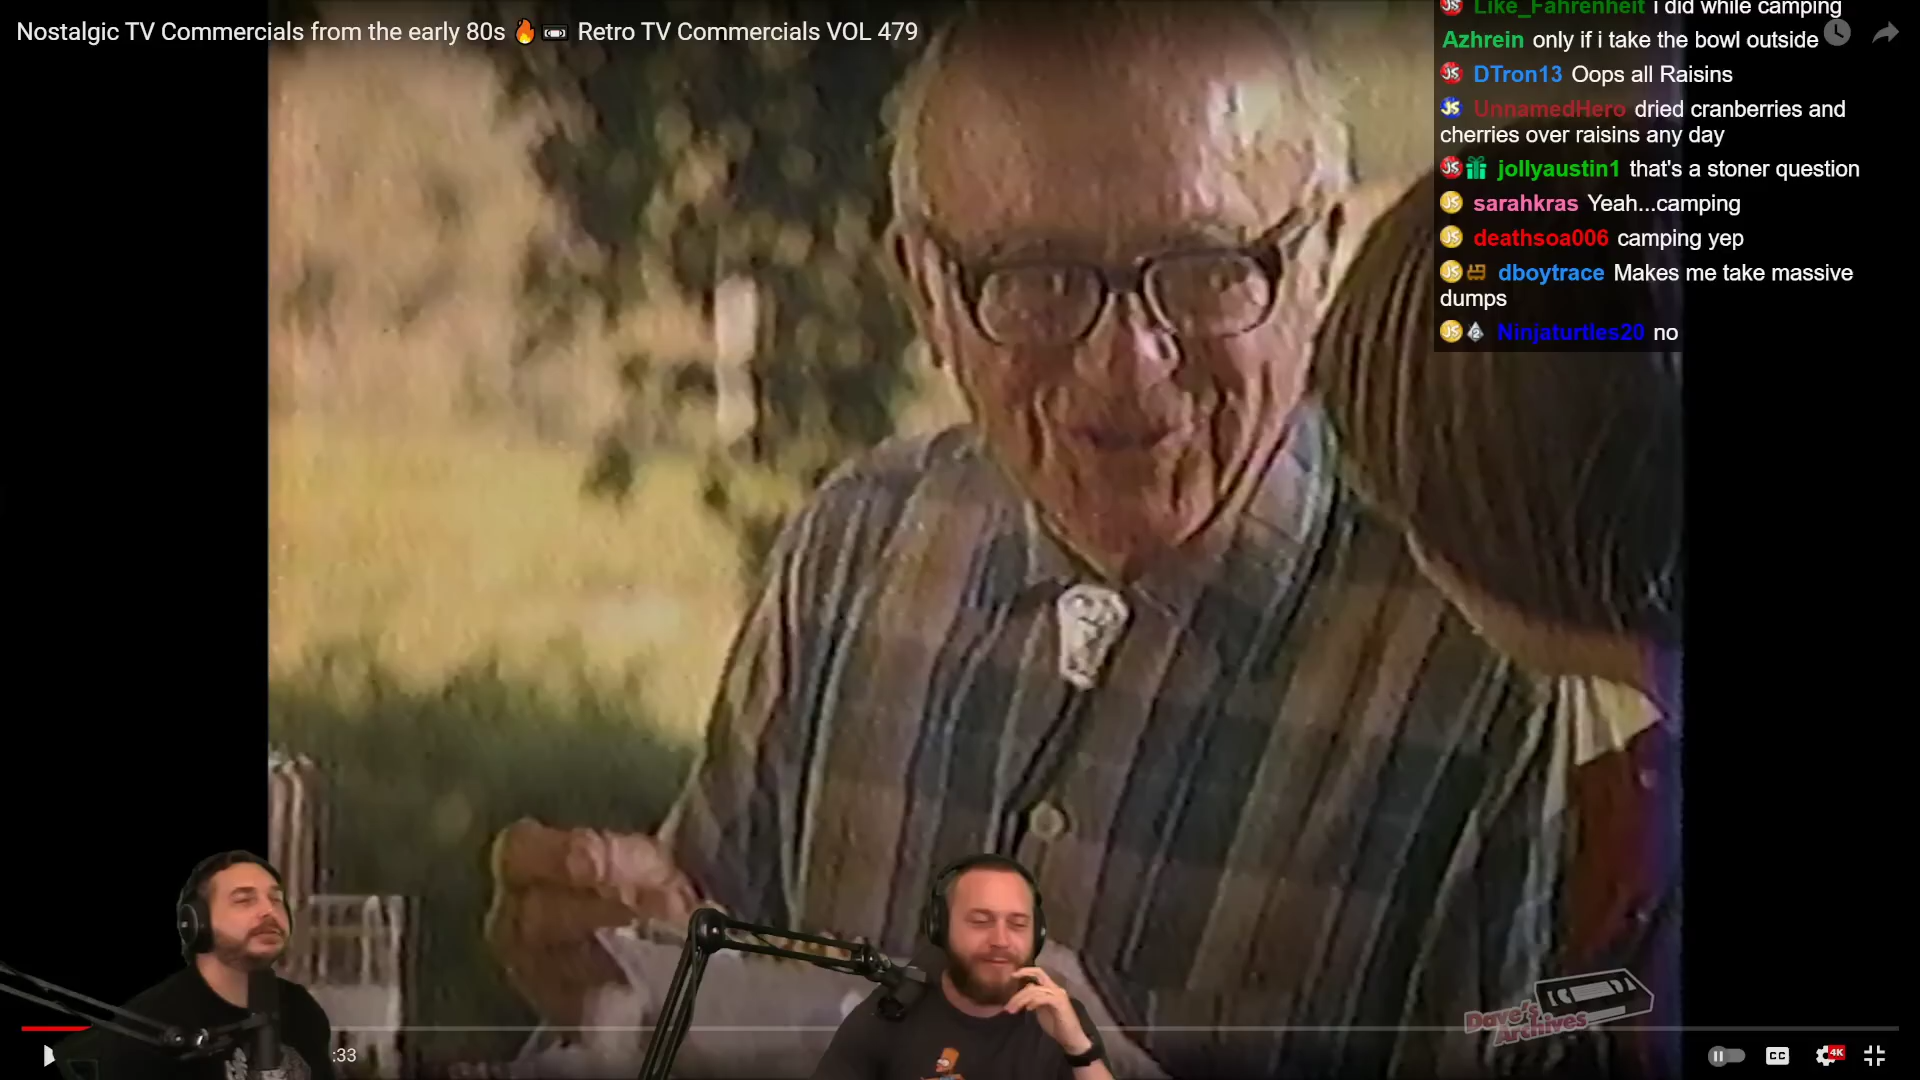 Nostalgic TV Commercials from the early 80s 🔥📼 Retro TV Commercials VOL 479
Like_Fahrenheit i did while camping
Azhrein only if i take the bowl outside
DTron13 Oops all Raisins
UnnamedHero dried cranberries and
cherries over raisins any day
jollyaustin1 that's a stoner question
sarahkras Yeah...camping
deathsoa006 camping yep
dboytrace Makes me take massive
dumps
Ninjaturtles20 no
Dave's
Archives
:33
CC
4K